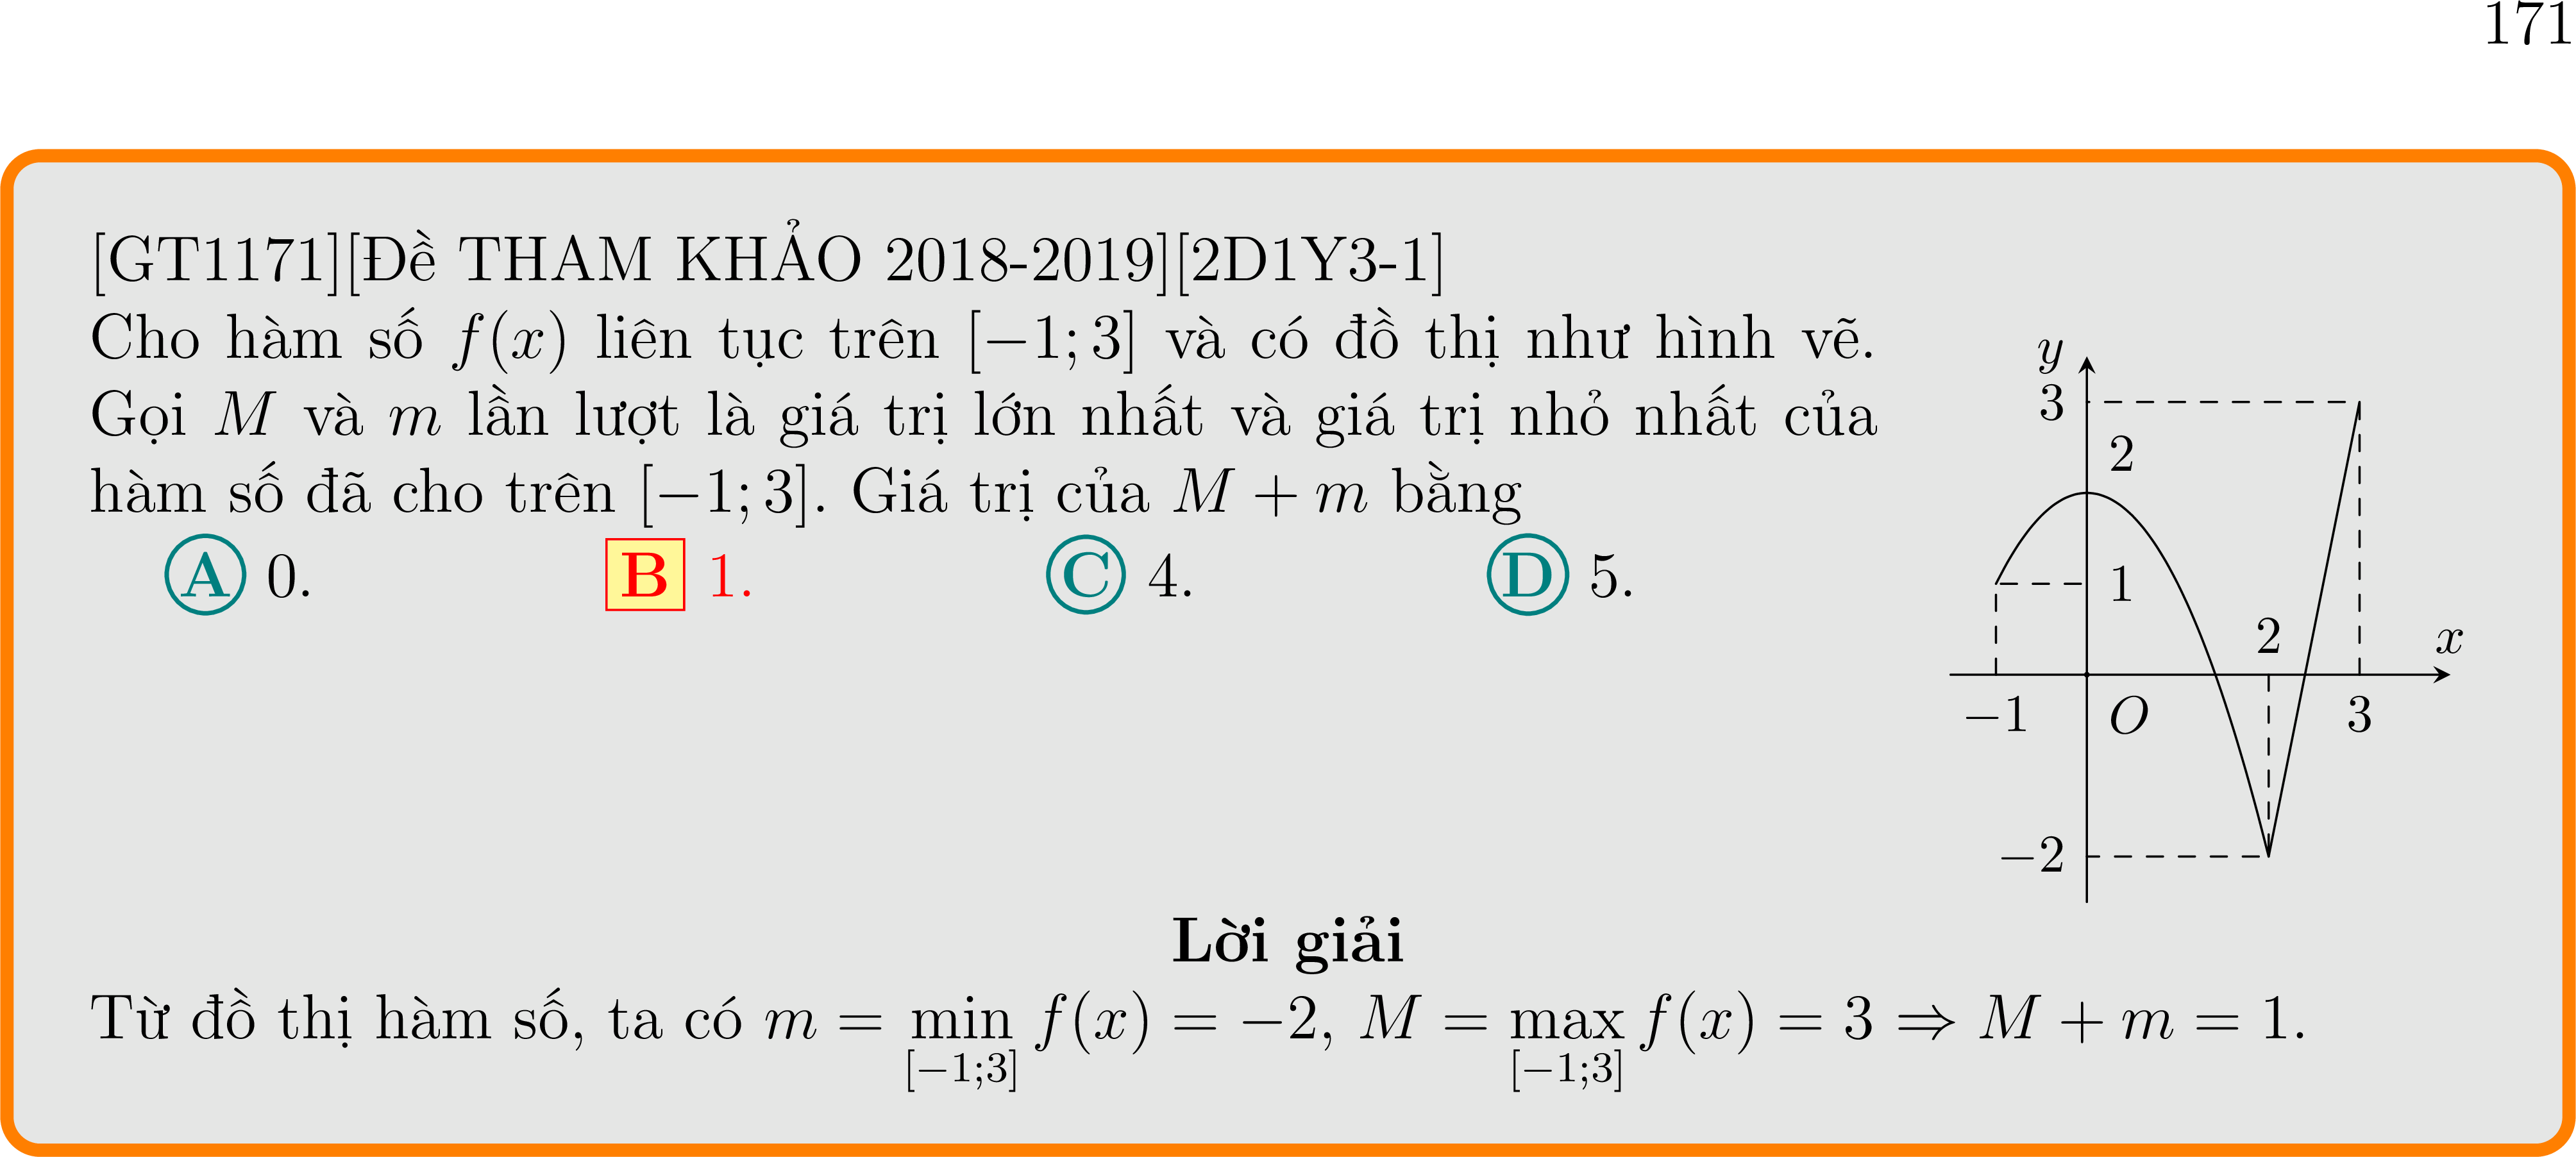 171
[GT1171][Đề THAM KHẢO 2018-2019][2D1Y3-1]
Cho hàm số f(x) liên tục trên [−1; 3] và có đồ thị như hình vẽ.
Gọi M và m lần lượt là giá trị lớn nhất và giá trị nhỏ nhất của
hàm số đã cho trên [−1; 3]. Giá trị của M + m bằng
A 0. B 1. C 4. D 5.
y
3
2
1
2
x
−1
O
3
−2
Lời giải
Từ đồ thị hàm số, ta có m = min f(x) = −2, M = max f(x) = 3 ⇒ M + m = 1.
[−1;3] [−1;3]